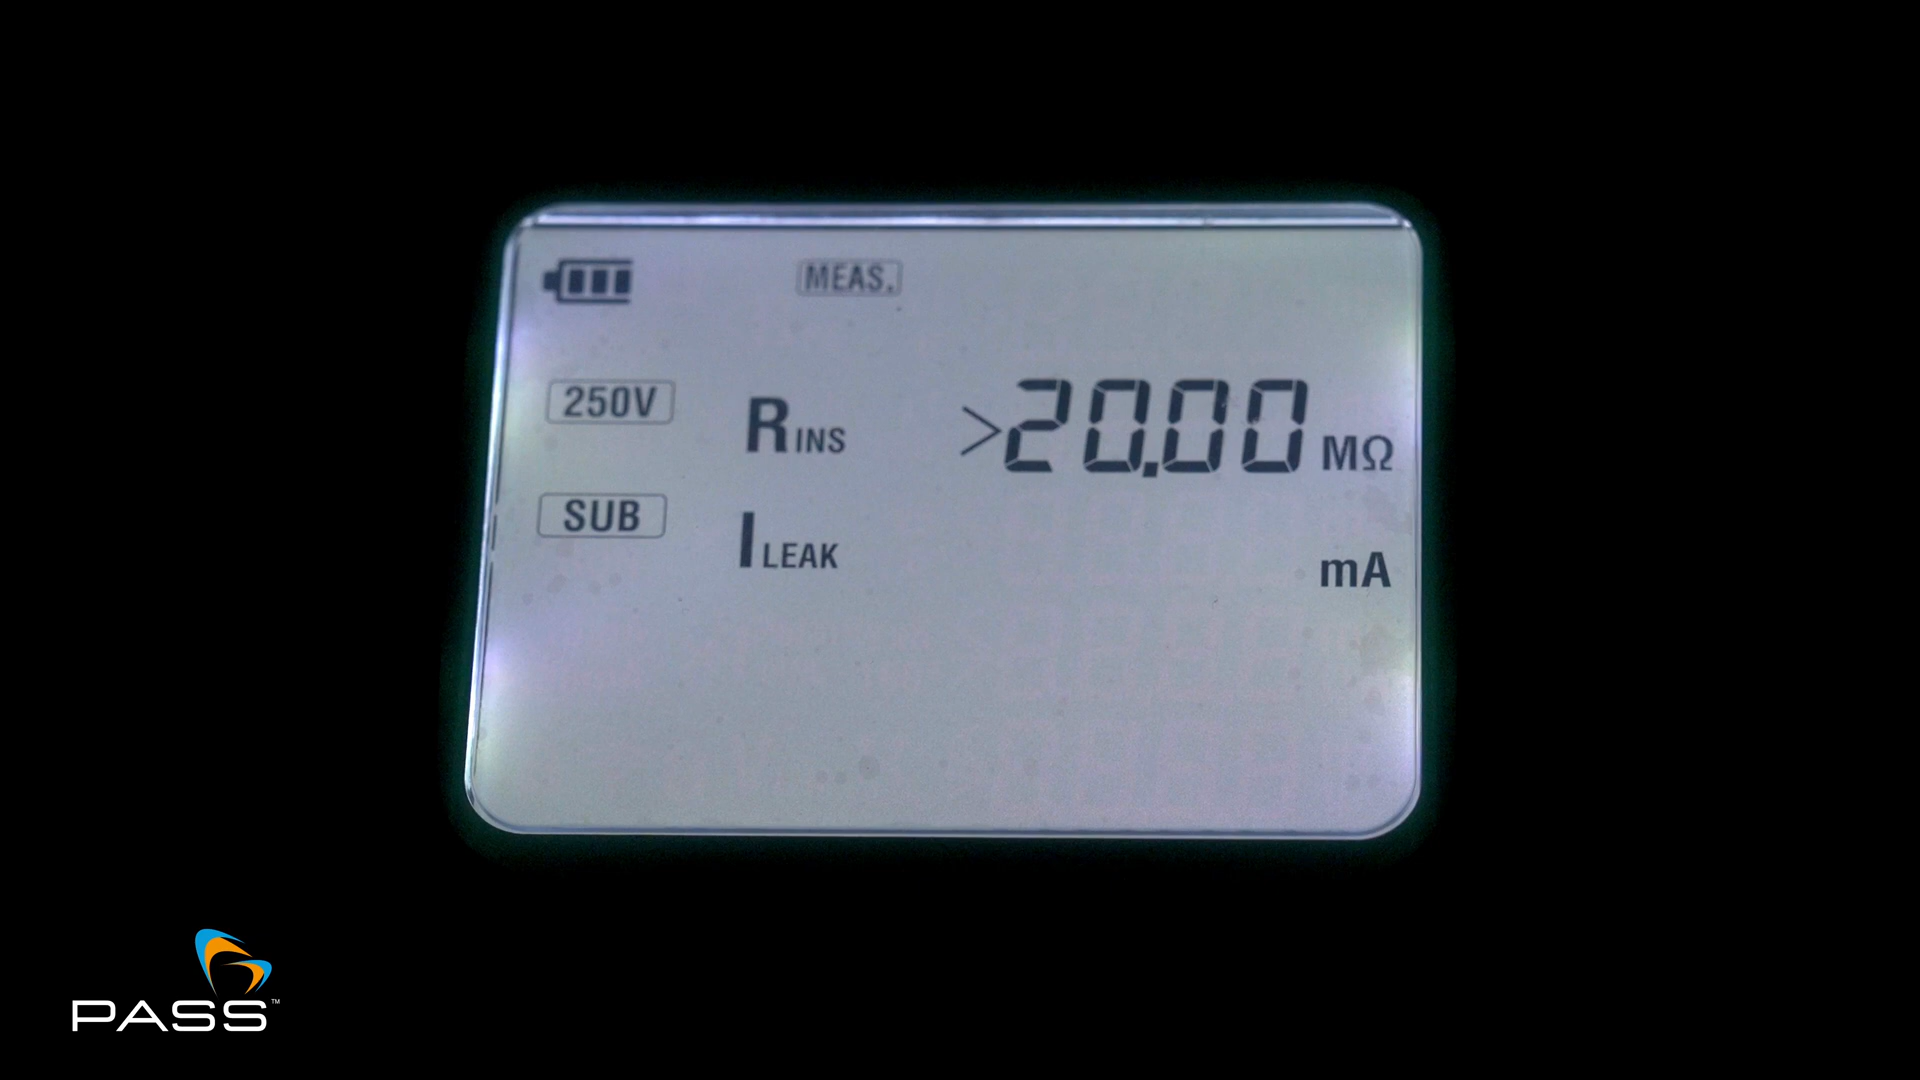 MEAS.
250V RINS >20.00 MΩ
SUB ILEAK mA
PASS™